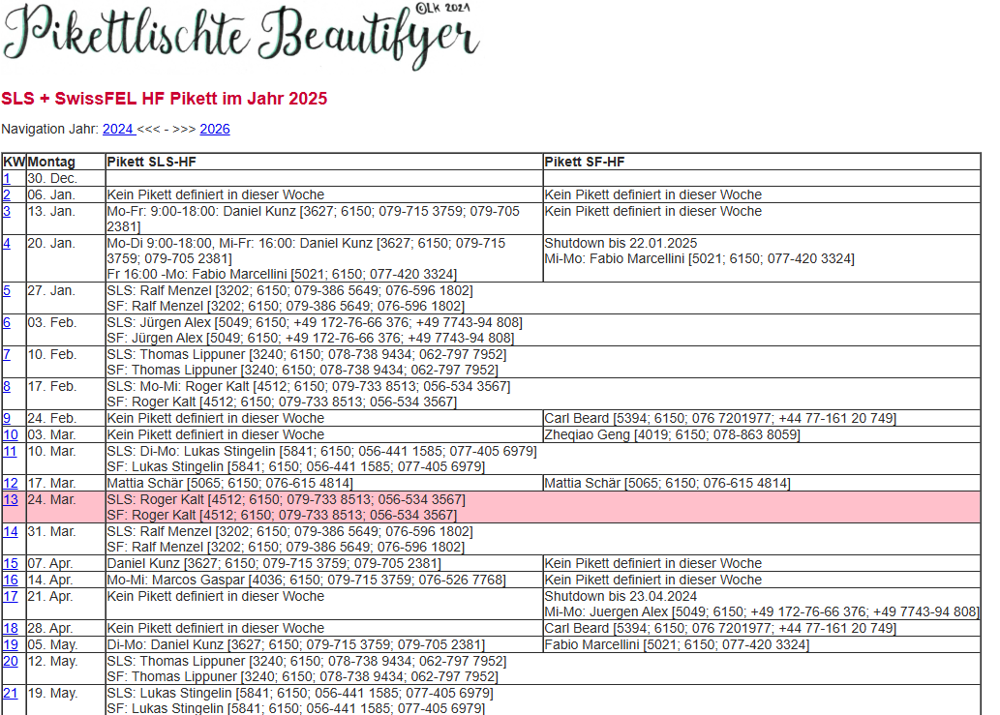 Pikettlischte Beautifyer ©LK 2021
SLS + SwissFEL HF Pikett im Jahr 2025
Navigation Jahr: 2024 <<< - >>> 2026
KW Montag Pikett SLS-HF Pikett SF-HF
1 30. Dec.
2 06. Jan. Kein Pikett definiert in dieser Woche Kein Pikett definiert in dieser Woche
3 13. Jan. Mo-Fr: 9:00-18:00: Daniel Kunz [3627; 6150; 079-715 3759; 079-705 Kein Pikett definiert in dieser Woche
2381]
4 20. Jan. Mo-Di 9:00-18:00, Mi-Fr: 16:00: Daniel Kunz [3627; 6150; 079-715 Shutdown bis 22.01.2025
3759; 079-705 2381] Mi-Mo: Fabio Marcellini [5021; 6150; 077-420 3324]
Fr 16:00 -Mo: Fabio Marcellini [5021; 6150; 077-420 3324]
5 27. Jan. SLS: Ralf Menzel [3202; 6150; 079-386 5649; 076-596 1802]
SF: Ralf Menzel [3202; 6150; 079-386 5649; 076-596 1802]
6 03. Feb. SLS: Jürgen Alex [5049; 6150; +49 172-76-66 376; +49 7743-94 808]
SF: Jürgen Alex [5049; 6150; +49 172-76-66 376; +49 7743-94 808]
7 10. Feb. SLS: Thomas Lippuner [3240; 6150; 078-738 9434; 062-797 7952]
SF: Thomas Lippuner [3240; 6150; 078-738 9434; 062-797 7952]
8 17. Feb. SLS: Mo-Mi: Roger Kalt [4512; 6150; 079-733 8513; 056-534 3567]
SF: Roger Kalt [4512; 6150; 079-733 8513; 056-534 3567]
9 24. Feb. Kein Pikett definiert in dieser Woche Carl Beard [5394; 6150; 076 7201977; +44 77-161 20 749]
10 03. Mar. Kein Pikett definiert in dieser Woche Zheqiao Geng [4019; 6150; 078-863 8059]
11 10. Mar. SLS: Di-Mo: Lukas Stingelin [5841; 6150; 056-441 1585; 077-405 6979]
SF: Lukas Stingelin [5841; 6150; 056-441 1585; 077-405 6979]
12 17. Mar. Mattia Schär [5065; 6150; 076-615 4814] Mattia Schär [5065; 6150; 076-615 4814]
13 24. Mar. SLS: Roger Kalt [4512; 6150; 079-733 8513; 056-534 3567]
SF: Roger Kalt [4512; 6150; 079-733 8513; 056-534 3567]
14 31. Mar. SLS: Ralf Menzel [3202; 6150; 079-386 5649; 076-596 1802]
SF: Ralf Menzel [3202; 6150; 079-386 5649; 076-596 1802]
15 07. Apr. Daniel Kunz [3627; 6150; 079-715 3759; 079-705 2381] Kein Pikett definiert in dieser Woche
16 14. Apr. Mo-Mi: Marcos Gaspar [4036; 6150; 079-715 3759; 076-526 7768] Kein Pikett definiert in dieser Woche
17 21. Apr. Kein Pikett definiert in dieser Woche Shutdown bis 23.04.2024
Mi-Mo: Juergen Alex [5049; 6150; +49 172-76-66 376; +49 7743-94 808]
18 28. Apr. Kein Pikett definiert in dieser Woche Carl Beard [5394; 6150; 076 7201977; +44 77-161 20 749]
19 05. May. Di-Mo: Daniel Kunz [3627; 6150; 079-715 3759; 079-705 2381] Fabio Marcellini [5021; 6150; 077-420 3324]
20 12. May. SLS: Thomas Lippuner [3240; 6150; 078-738 9434; 062-797 7952]
SF: Thomas Lippuner [3240; 6150; 078-738 9434; 062-797 7952]
21 19. May. SLS: Lukas Stingelin [5841; 6150; 056-441 1585; 077-405 6979]
SF: Lukas Stingelin [5841; 6150; 056-441 1585; 077-405 6979]